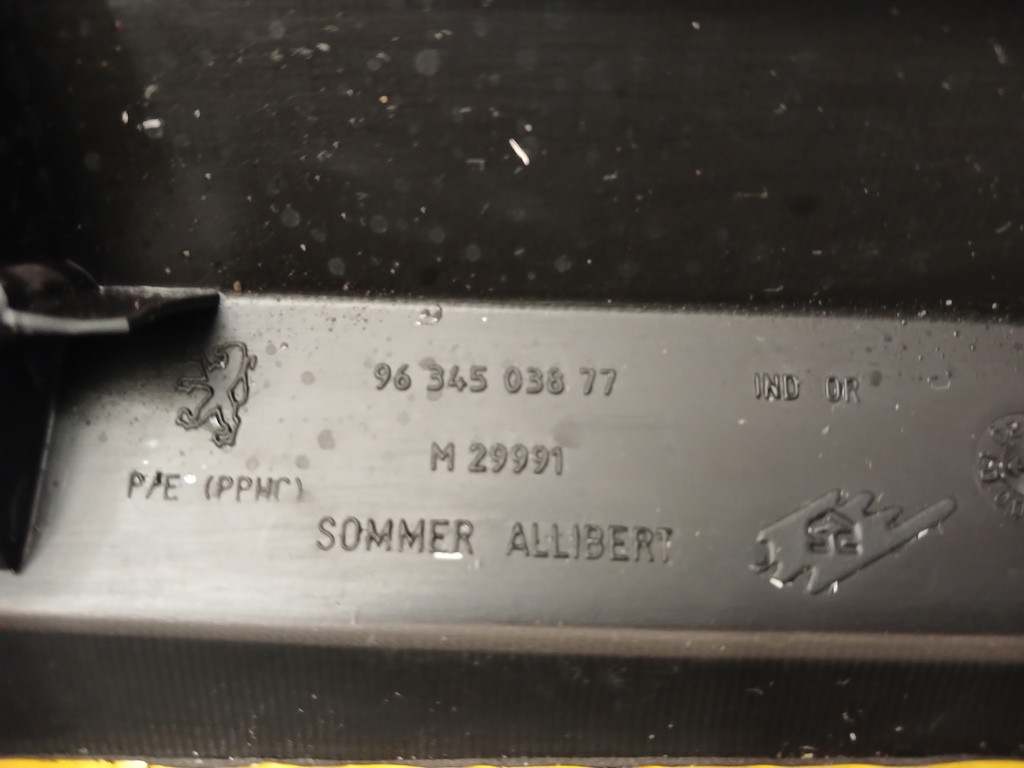 96 345 038 77
IND OR
M 29991
P/E (PPHC)
SOMMER ALLIBERT